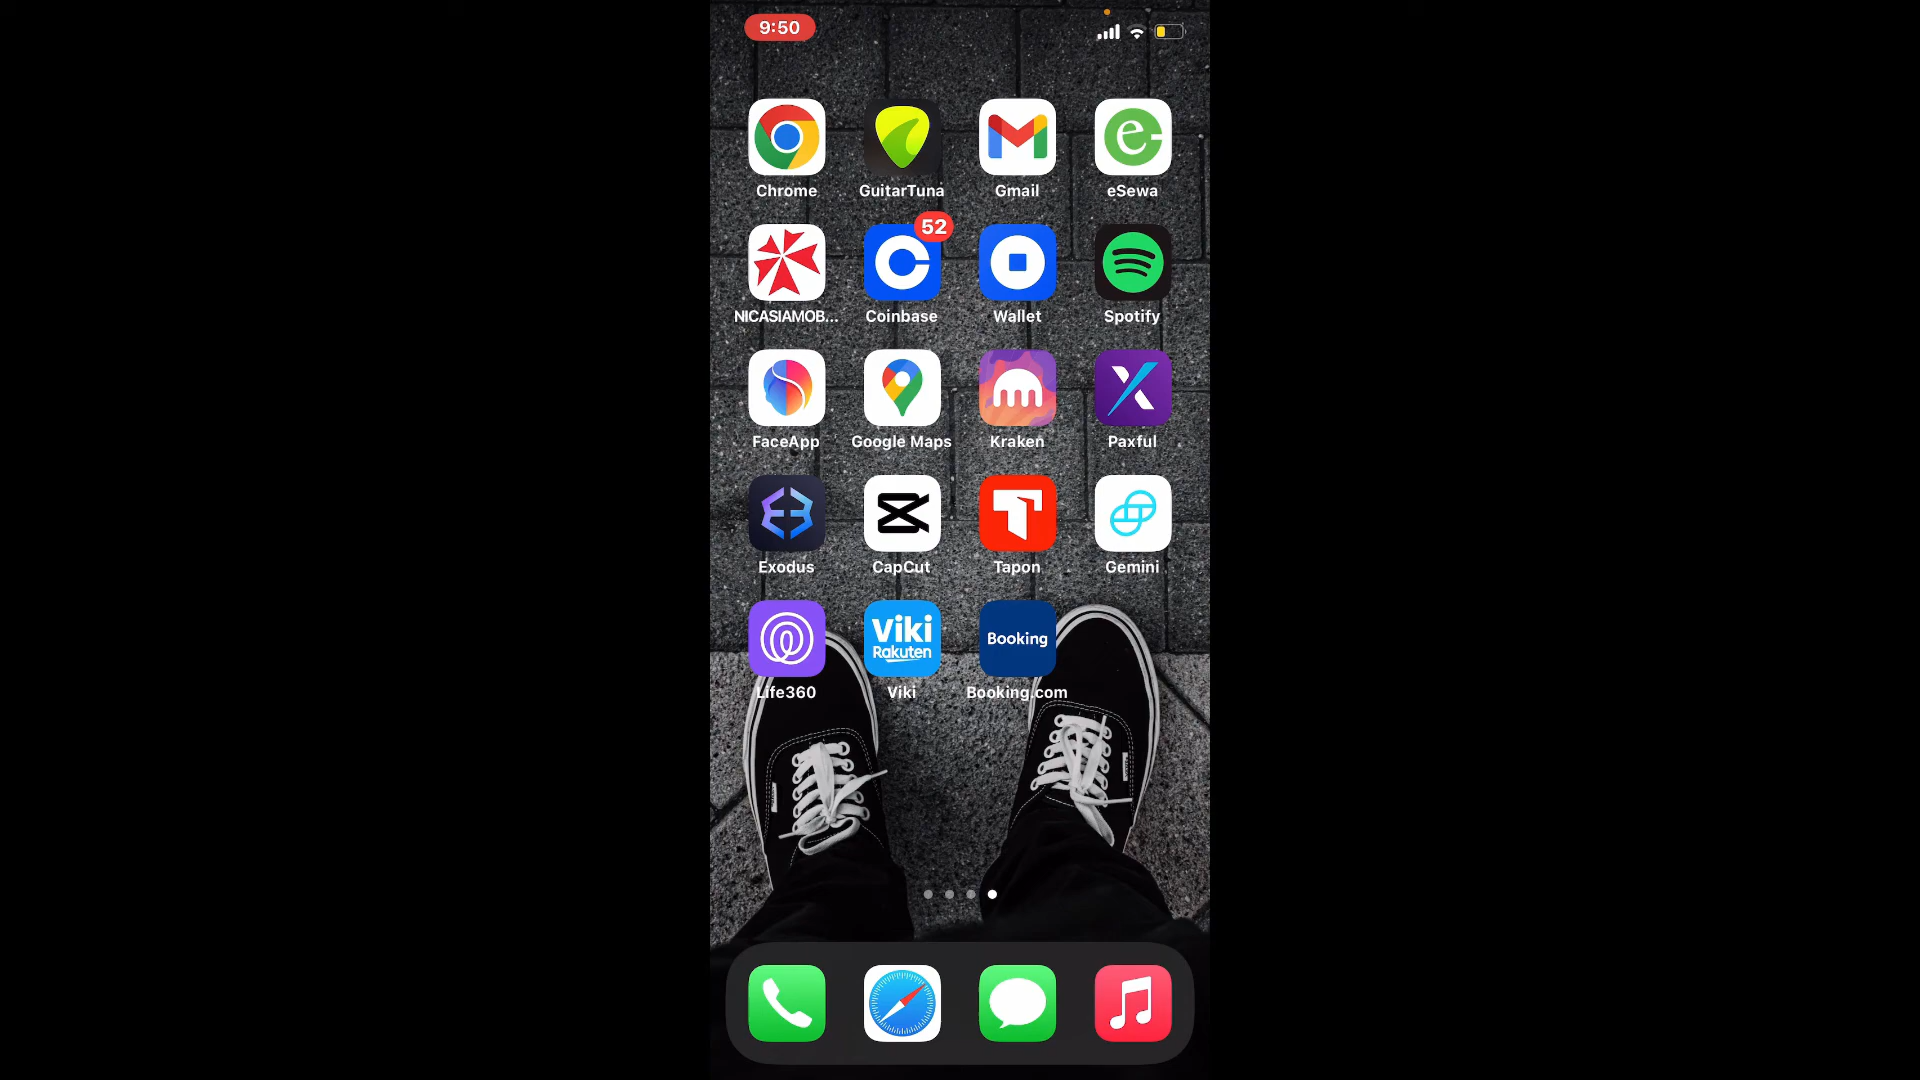 9:50
Chrome
GuitarTuna
Gmail
eSewa
52
NICASIAMOB...
Coinbase
Wallet
Spotify
FaceApp
Google Maps
Kraken
Paxful
Exodus
CapCut
Tapon
Gemini
Viki
Rakuten
Booking
Life360
Viki
Booking.com